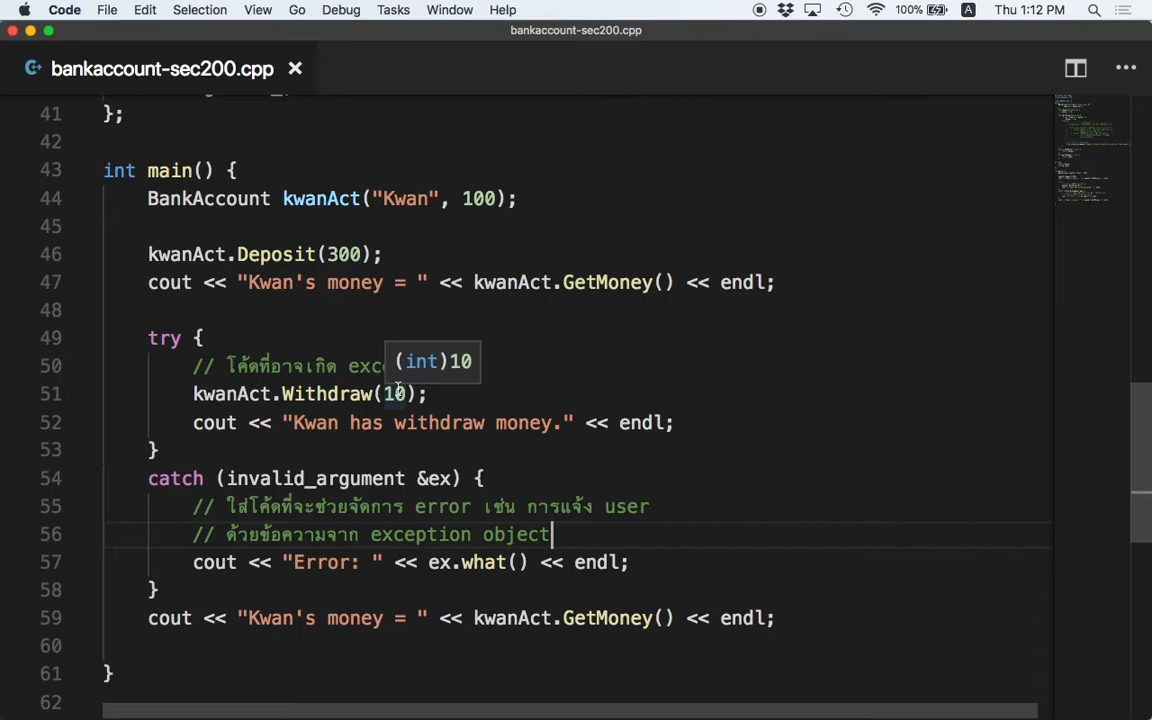 Code File Edit Selection View Go Debug Tasks Window Help 100% A Thu 1:12 PM
bankaccount-sec200.cpp
bankaccount-sec200.cpp
41 };
42
43 int main() {
44 BankAccount kwanAct("Kwan", 100);
45
46 kwanAct.Deposit(300);
47 cout << "Kwan's money = " << kwanAct.GetMoney() << endl;
48
49 try {
(int)10
50 // โค้ดที่อาจเกิด exc
51 kwanAct.Withdraw(10);
52 cout << "Kwan has withdraw money." << endl;
53 }
54 catch (invalid_argument &ex) {
55 // ใส่โค้ดที่จะช่วยจัดการ error เช่น การแจ้ง user
56 // ด้วยข้อความจาก exception object
57 cout << "Error: " << ex.what() << endl;
58 }
59 cout << "Kwan's money = " << kwanAct.GetMoney() << endl;
60
61 }
62